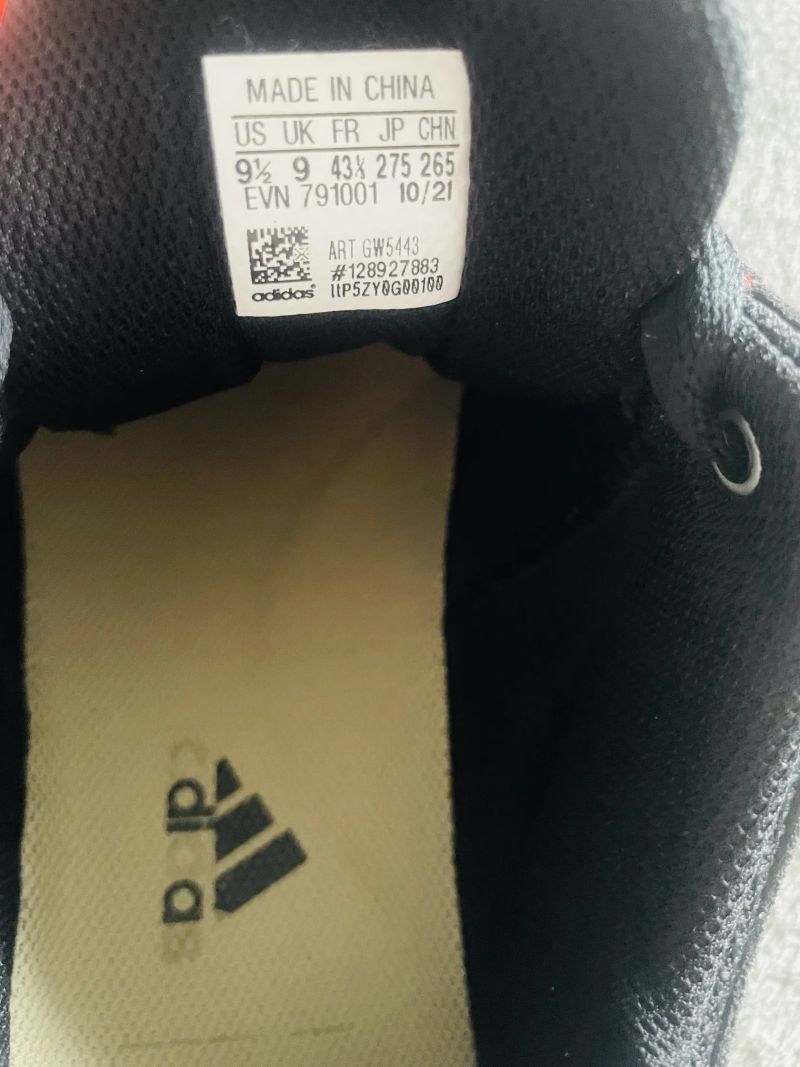 MADE IN CHINA
US UK FR JP CHN
9½ 9 43⅓ 275 265
EVN 791001 10/21
ART GW5443
#128927883
adidas